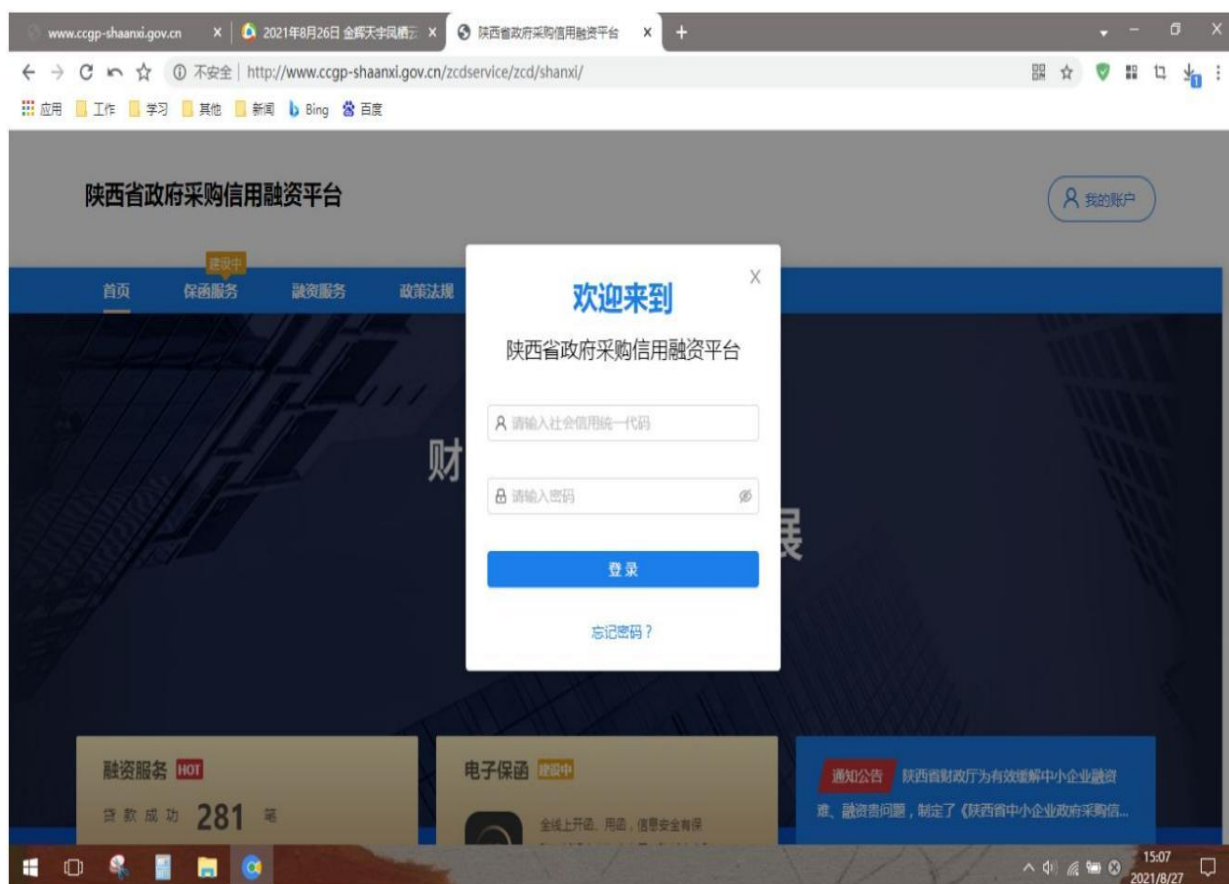 www.ccgp-shaanxi.gov.cn
2021年8月26日 金辉天宇凤栖云
陕西省政府采购信用融资平台
不安全 | http://www.ccgp-shaanxi.gov.cn/zcdservice/zcd/shanxi/
应用 工作 学习 其他 新闻 Bing 百度
陕西省政府采购信用融资平台
我的账户
建设中
首页 保函服务 融资服务 政策法规
欢迎来到
X
陕西省政府采购信用融资平台
请输入社会信用统一代码
财
请输入密码
展
登录
忘记密码？
融资服务 HOT
贷款成功 281 笔
电子保函 建设中
全线上开函、用函，信息安全有保
通知公告 陕西省财政厅为有效缓解中小企业融资
难、融资贵问题，制定了《陕西省中小企业政府采购信...
15:07
2021/8/27